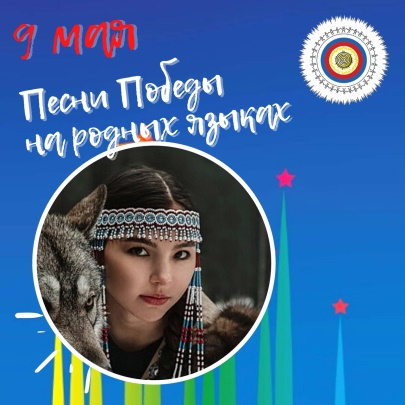 9 мая
Песни Победы
на родных языках